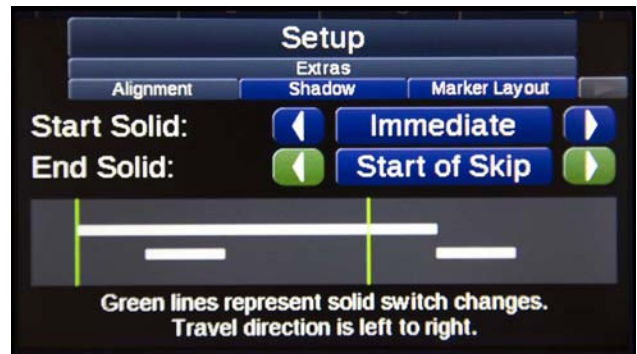 Setup
Extras
Alignment Shadow Marker Layout
Start Solid: Immediate
End Solid: Start of Skip
Green lines represent solid switch changes.
Travel direction is left to right.